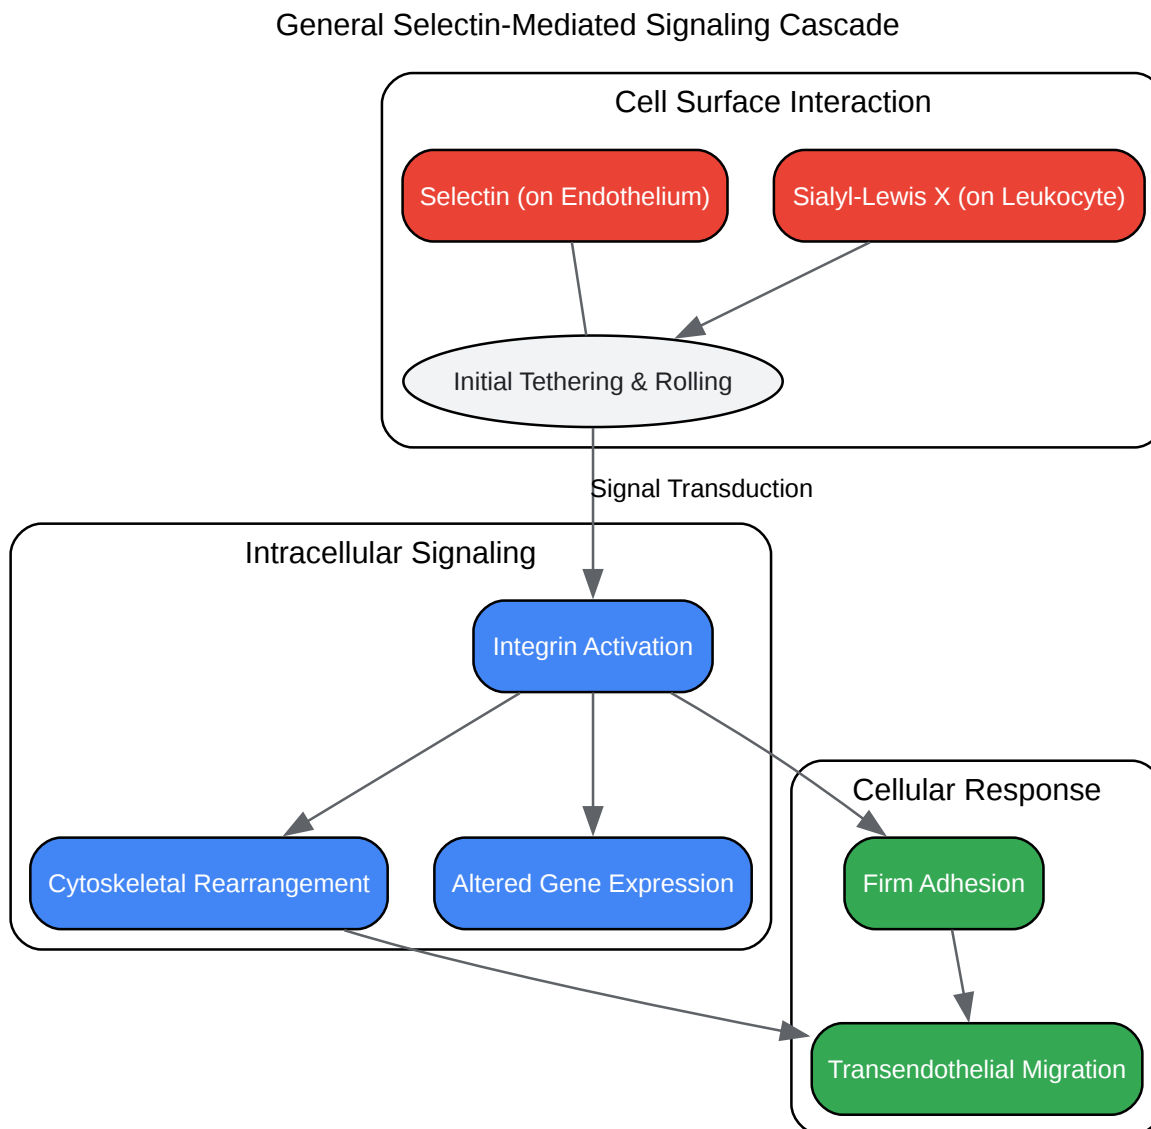 General Selectin-Mediated Signaling Cascade
Cell Surface Interaction
Selectin (on Endothelium)
Sialyl-Lewis X (on Leukocyte)
Initial Tethering & Rolling
Signal Transduction
Intracellular Signaling
Integrin Activation
Cellular Response
Cytoskeletal Rearrangement
Altered Gene Expression
Firm Adhesion
Transendothelial Migration